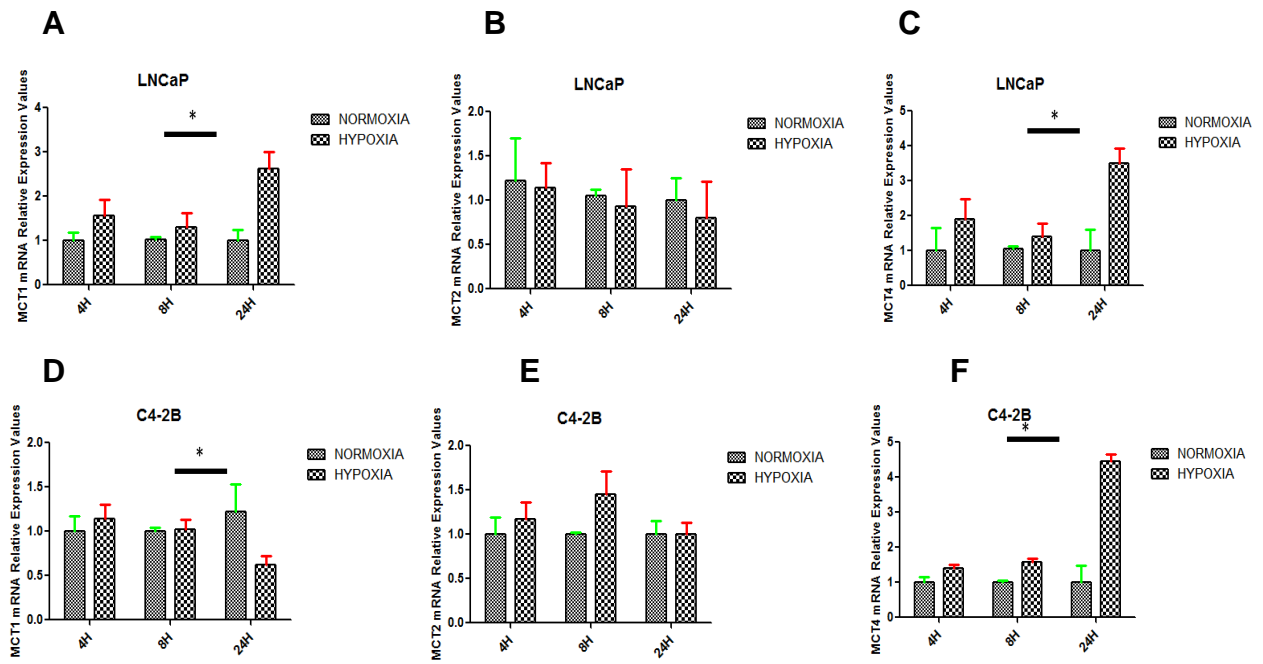 A
LNCaP
MCT1 mRNA Relative Expression Values
4
3
2
1
0
*
4H
8H
24H
NORMOXIA
HYPOXIA
B
LNCaP
MCT2 mRNA Relative Expression Values
2.0
1.5
1.0
0.5
0.0
4H
8H
24H
NORMOXIA
HYPOXIA
C
LNCaP
MCT4 mRNA Relative Expression Values
5
4
3
2
1
0
*
4H
8H
24H
NORMOXIA
HYPOXIA
D
C4-2B
MCT1 mRNA Relative Expression Values
2.0
1.5
1.0
0.5
0.0
*
4H
8H
24H
NORMOXIA
HYPOXIA
E
C4-2B
MCT2 mRNA Relative Expression Values
2.0
1.5
1.0
0.5
0.0
4H
8H
24H
NORMOXIA
HYPOXIA
F
C4-2B
MCT4 mRNA Relative Expression Values
5
4
3
2
1
0
*
4H
8H
24H
NORMOXIA
HYPOXIA